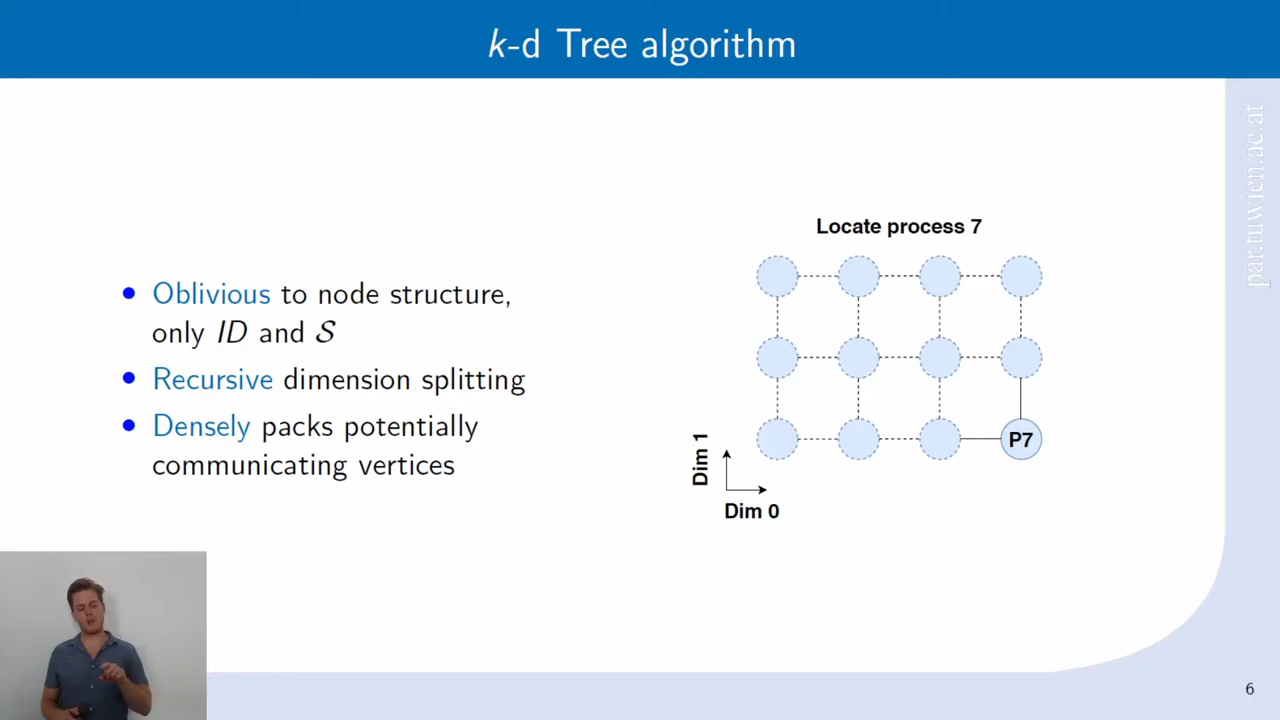 k-d Tree algorithm
Oblivious to node structure,
only ID and S
Recursive dimension splitting
Densely packs potentially
communicating vertices
Locate process 7
P7
Dim 1
Dim 0
par.tuwien.ac.at
6